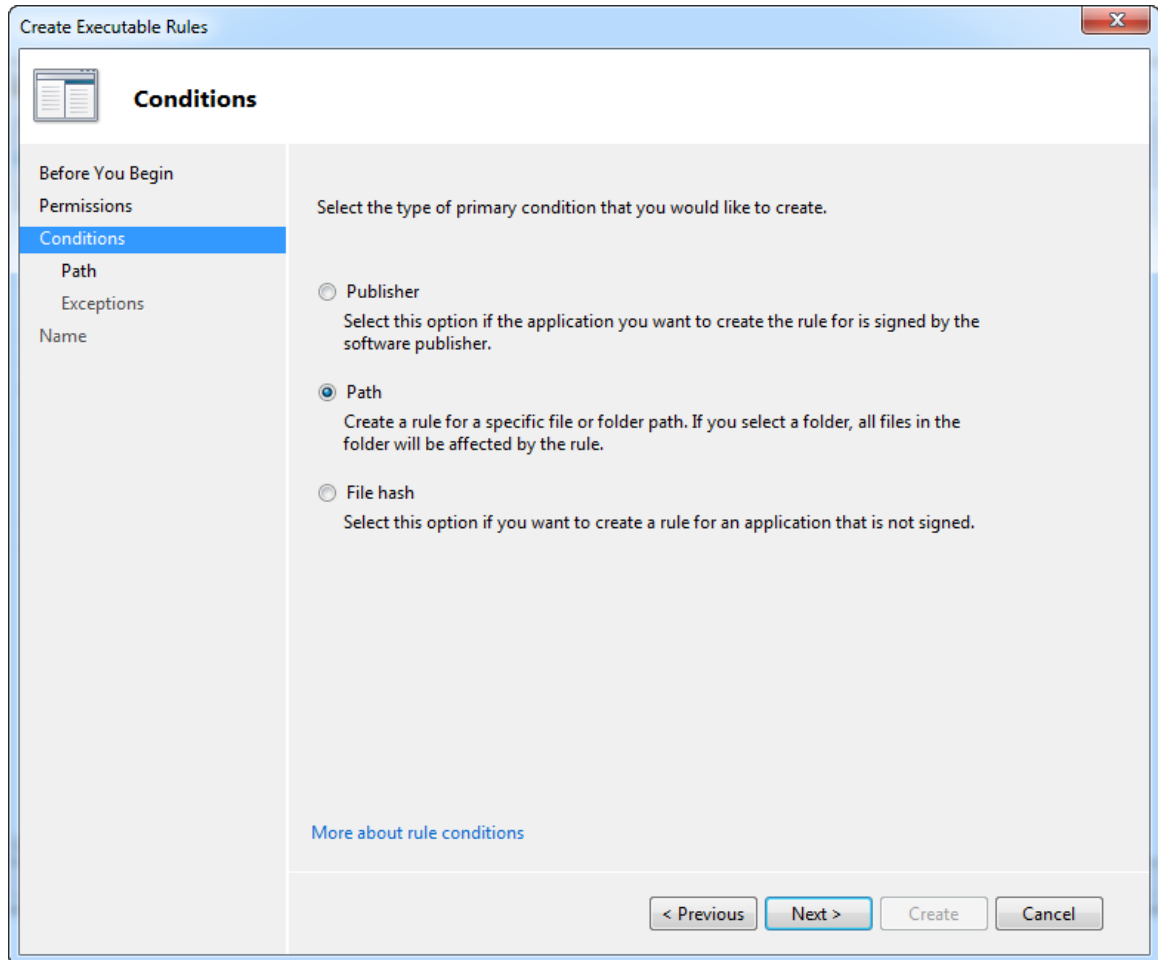 Create Executable Rules
Conditions
Before You Begin
Permissions
Conditions
Path
Exceptions
Name
Select the type of primary condition that you would like to create.
Publisher
Select this option if the application you want to create the rule for is signed by the
software publisher.
Path
Create a rule for a specific file or folder path. If you select a folder, all files in the
folder will be affected by the rule.
File hash
Select this option if you want to create a rule for an application that is not signed.
More about rule conditions
< Previous
Next >
Create
Cancel